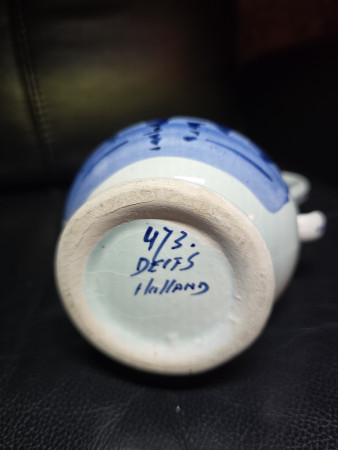 473.
DELFS
Holland